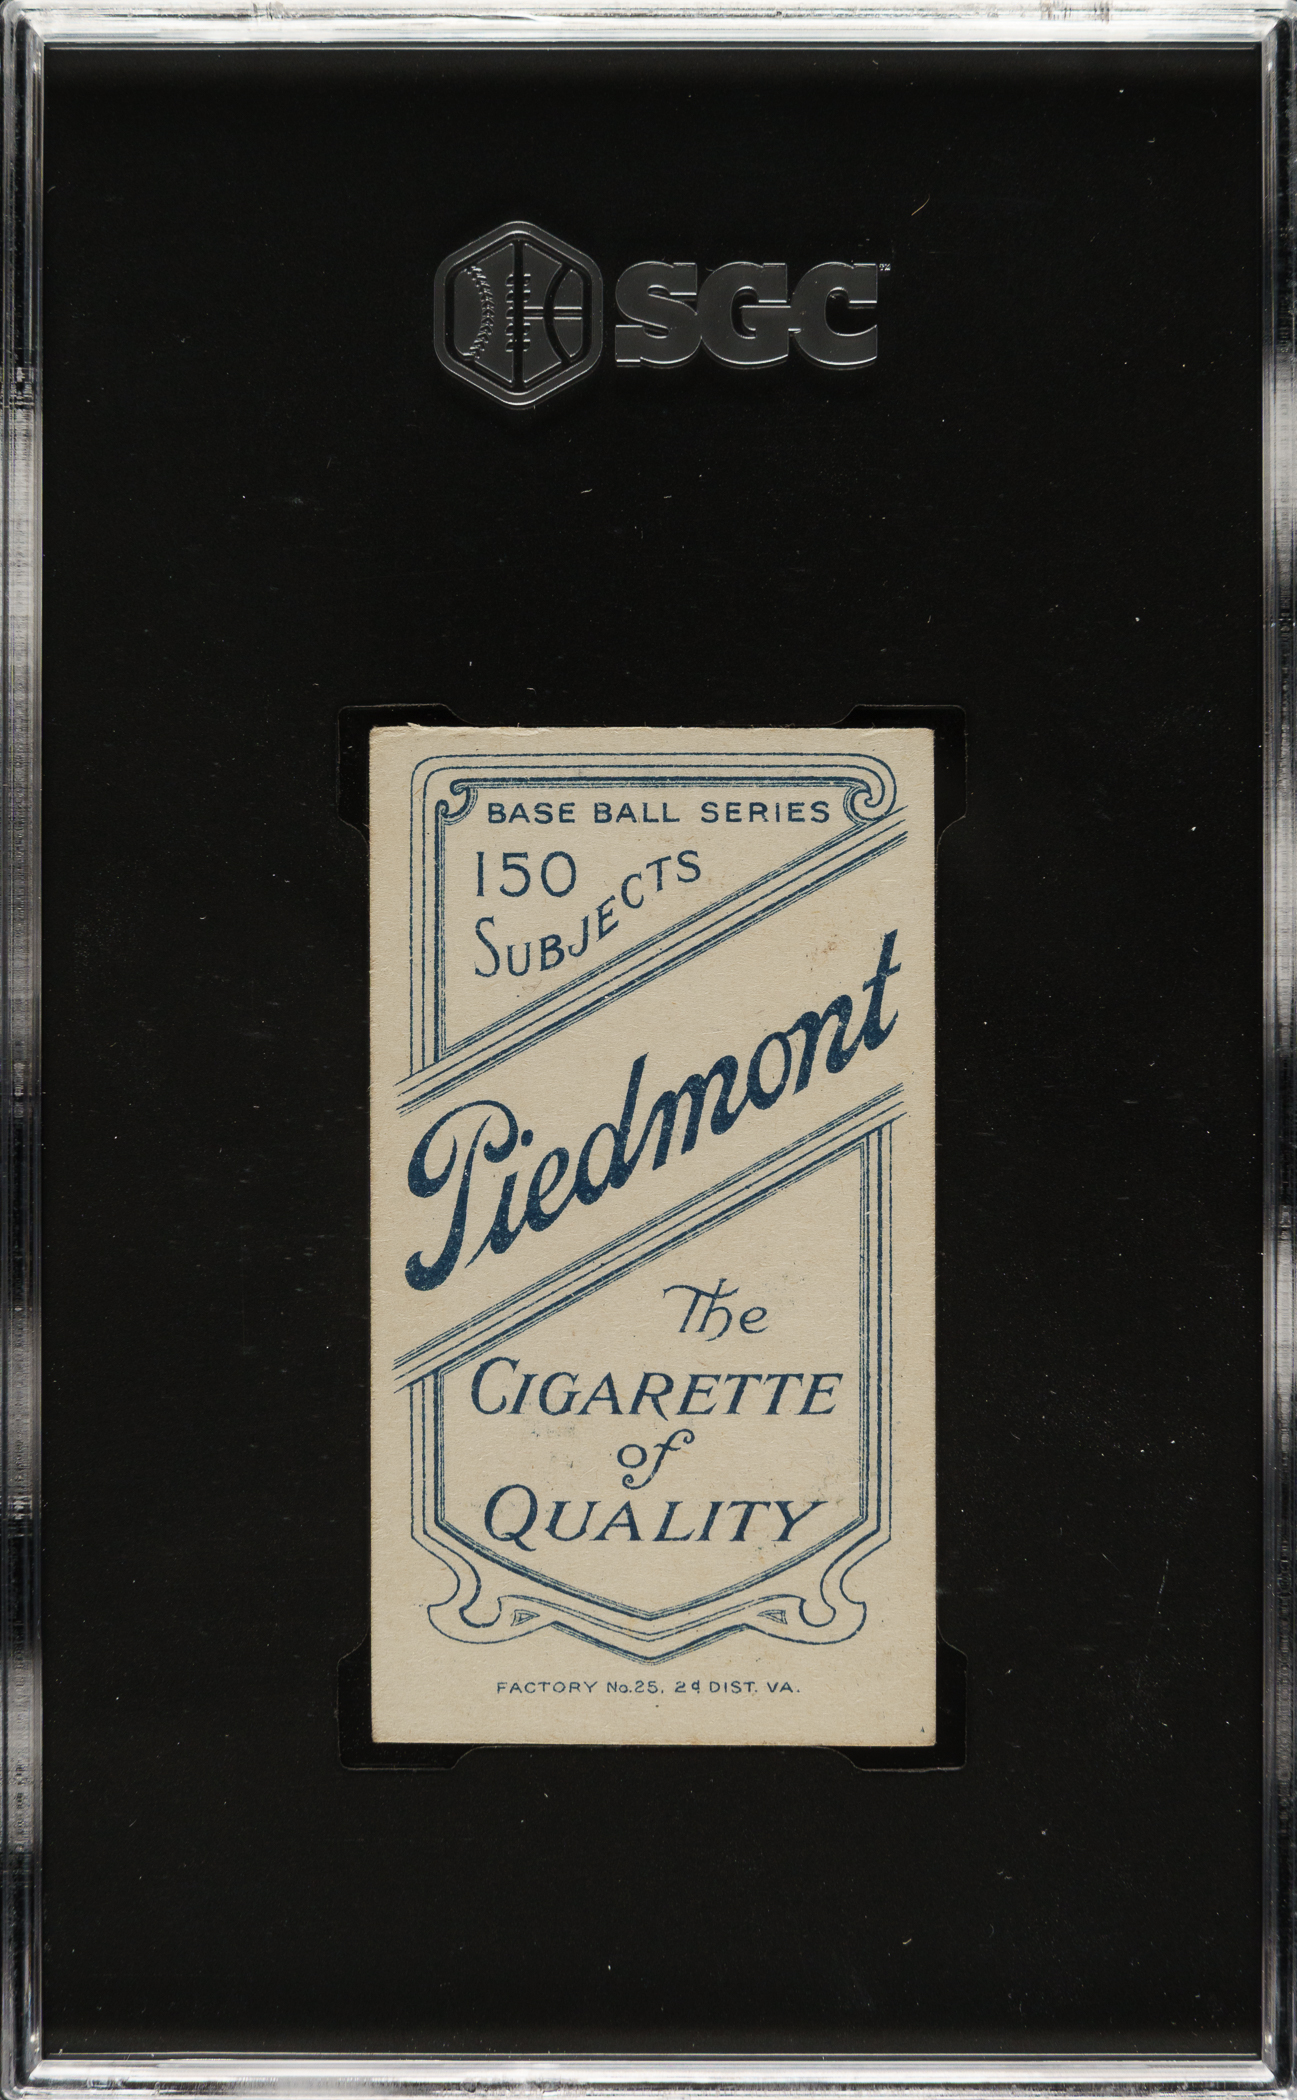 SGC
BASE BALL SERIES
150
SUBJECTS
Piedmont
The
CIGARETTE
of
QUALITY
FACTORY No.25, 2d DIST. VA.